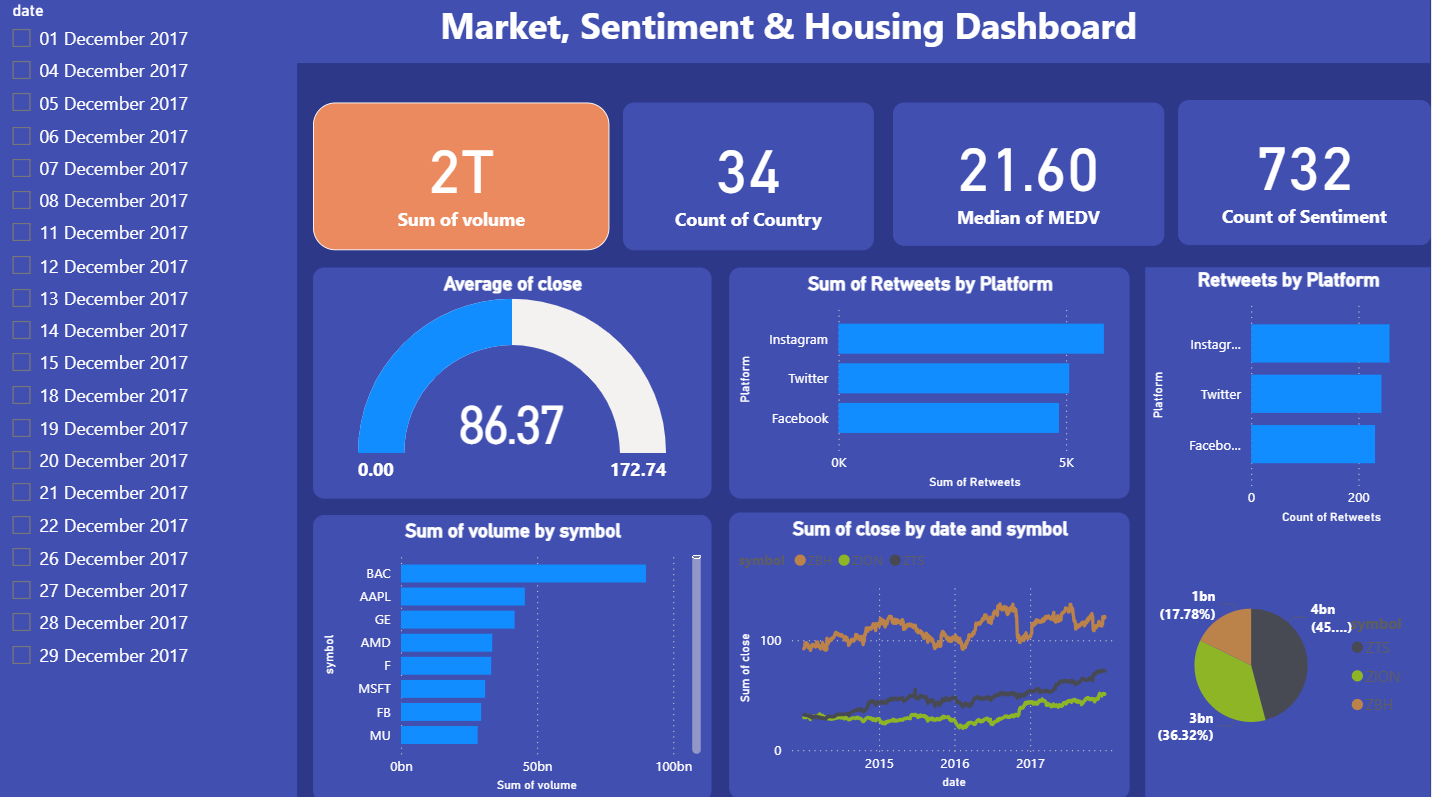 date
01 December 2017
04 December 2017
05 December 2017
06 December 2017
07 December 2017
08 December 2017
11 December 2017
12 December 2017
13 December 2017
14 December 2017
15 December 2017
18 December 2017
19 December 2017
20 December 2017
21 December 2017
22 December 2017
26 December 2017
27 December 2017
28 December 2017
29 December 2017
Market, Sentiment & Housing Dashboard
2T
Sum of volume
34
Count of Country
21.60
Median of MEDV
732
Count of Sentiment
Average of close
86.37
0.00
172.74
Sum of Retweets by Platform
Platform
Instagram
Twitter
Facebook
0K
5K
Sum of Retweets
Retweets by Platform
Platform
Instagr...
Twitter
Facebo...
0
200
Count of Retweets
Sum of volume by symbol
symbol
BAC
AAPL
GE
AMD
F
MSFT
FB
MU
0bn
50bn
100bn
Sum of volume
Sum of close by date and symbol
symbol ZBH ZION ZTS
Sum of close
100
50
0
2015
2016
2017
date
1bn
(17.78%)
4bn
(45....)
3bn
(36.32%)
symbol
ZTS
ZION
ZBH